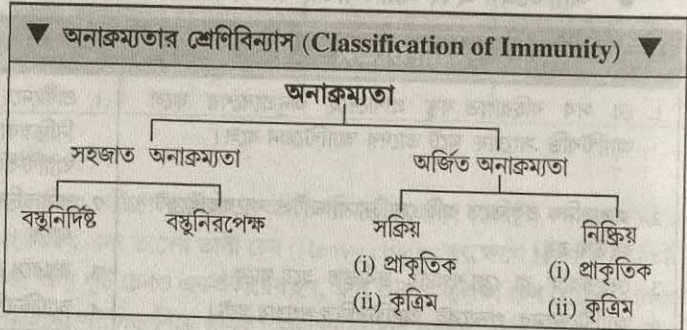 ▼ অনাক্রম্যতার শ্রেণিবিন্যাস (Classification of Immunity) ▼
অনাক্রম্যতা
সহজাত অনাক্রম্যতা অর্জিত অনাক্রম্যতা
বস্তুনির্দিষ্ট বস্তুনিরপেক্ষ সক্রিয় নিষ্ক্রিয়
(i) প্রাকৃতিক (i) প্রাকৃতিক
(ii) কৃত্রিম (ii) কৃত্রিম